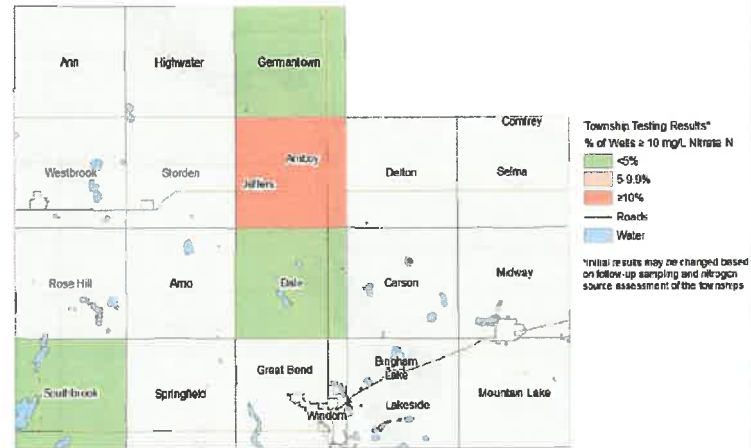 Ann
Highwater
Germantown
Comfrey
Amboy
Westbrook
Storden
Jeffers
Delton
Selma
Rose Hill
Amo
Dale
Carson
Midway
Great Bend
Bingham
Lake
Southbrook
Springfield
Windom
Lakeside
Mountain Lake
Township Testing Results*
% of Wells ≥ 10 mg/L Nitrate N
<5%
5-9.9%
≥10%
Roads
Water
*Initial results may be changed based
on follow-up sampling and nitrogen
source assessment of the townships